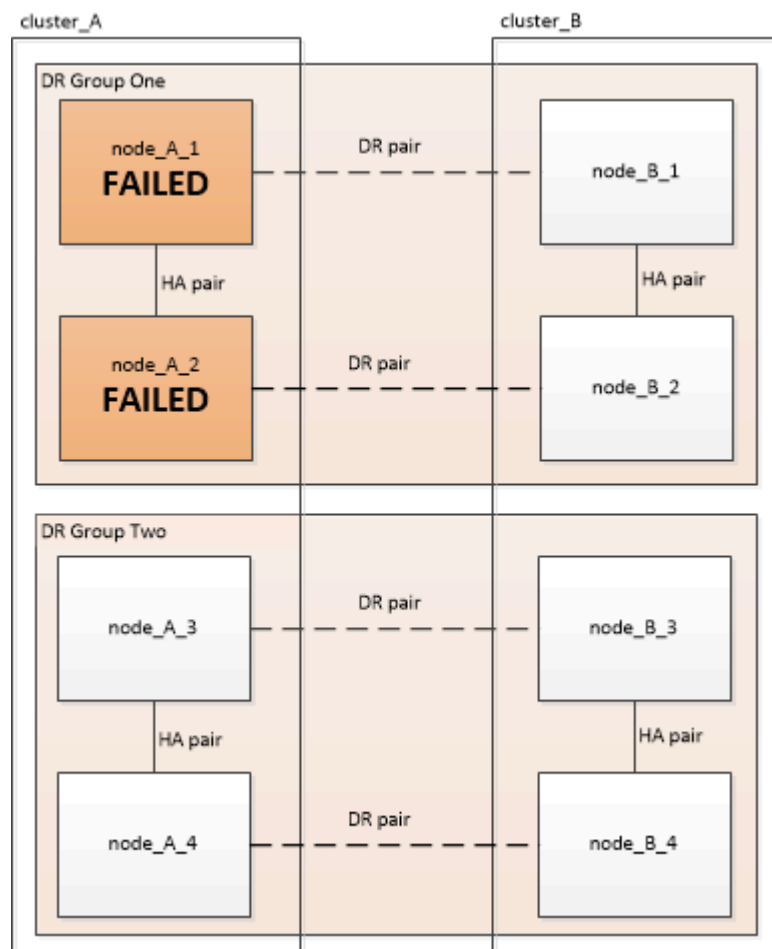 cluster_A
cluster_B
DR Group One
node_A_1
FAILED
DR pair
node_B_1
HA pair
HA pair
node_A_2
FAILED
DR pair
node_B_2
DR Group Two
node_A_3
DR pair
node_B_3
HA pair
HA pair
node_A_4
DR pair
node_B_4